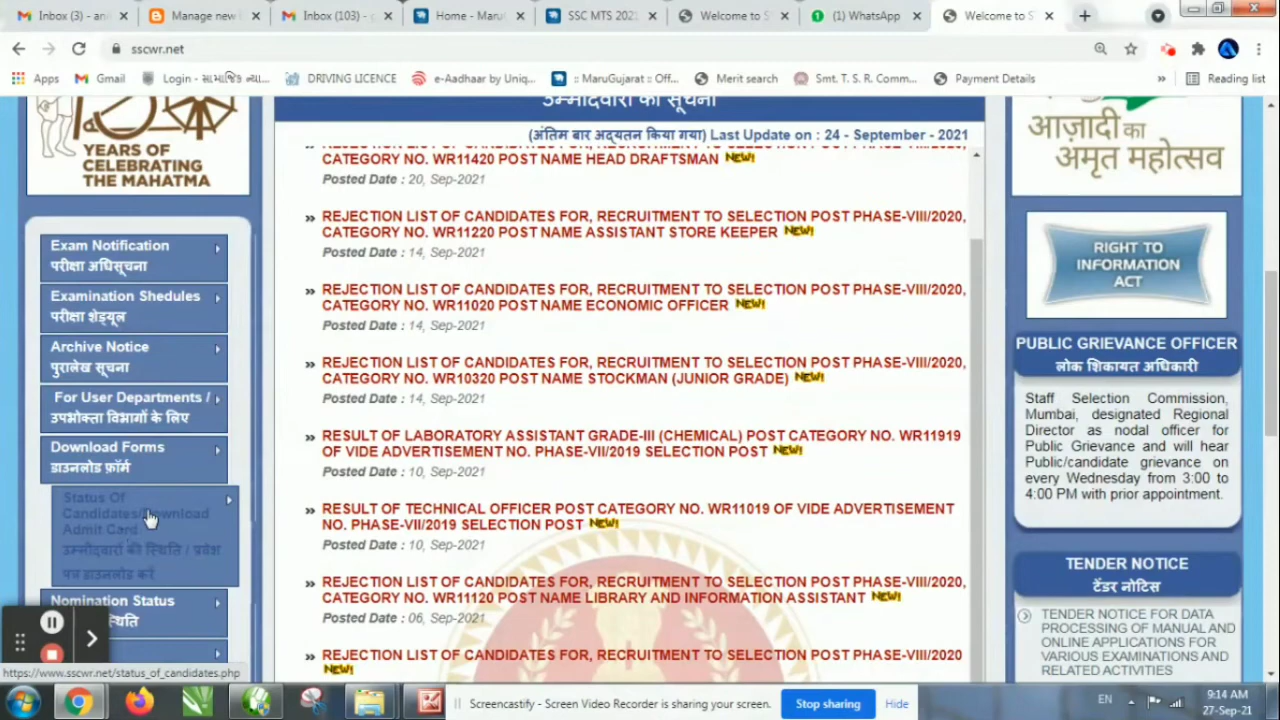 Inbox (3) - an
Manage new b
Inbox (103) - g
Home - Maru
SSC MTS 2021
Welcome to S
(1) WhatsApp
Welcome to S
sscwr.net
Apps
Gmail
Login - સામાજિક ન્યા...
DRIVING LICENCE
e-Aadhaar by Uniq...
:: MaruGujarat :: Off...
Merit search
Smt. T. S. R. Comm...
Payment Details
»
Reading list
YEARS OF
CELEBRATING
THE MAHATMA
Exam Notification
परीक्षा अधिसूचना
Examination Shedules
परीक्षा शेड्यूल
Archive Notice
पुरालेख सूचना
For User Departments /
उपभोक्ता विभागों के लिए
Download Forms
डाउनलोड फ़ॉर्म
Status Of
Candidates/Download
Admit Card
उम्मीदवारों की स्थिति / प्रवेश
पत्र डाउनलोड करें
Nomination Status
स्थिति
https://www.sscwr.net/status_of_candidates.php
उम्मीदवारों को सूचना
(अंतिम बार अद्यतन किया गया) Last Update on : 24 - September - 2021
CATEGORY NO. WR11420 POST NAME HEAD DRAFTSMAN NEW!
Posted Date : 20, Sep-2021
» REJECTION LIST OF CANDIDATES FOR, RECRUITMENT TO SELECTION POST PHASE-VIII/2020,
CATEGORY NO. WR11220 POST NAME ASSISTANT STORE KEEPER NEW!
Posted Date : 14, Sep-2021
» REJECTION LIST OF CANDIDATES FOR, RECRUITMENT TO SELECTION POST PHASE-VIII/2020,
CATEGORY NO. WR11020 POST NAME ECONOMIC OFFICER NEW!
Posted Date : 14, Sep-2021
» REJECTION LIST OF CANDIDATES FOR, RECRUITMENT TO SELECTION POST PHASE-VIII/2020,
CATEGORY NO. WR10320 POST NAME STOCKMAN (JUNIOR GRADE) NEW!
Posted Date : 14, Sep-2021
» RESULT OF LABORATORY ASSISTANT GRADE-III (CHEMICAL) POST CATEGORY NO. WR11919
OF VIDE ADVERTISEMENT NO. PHASE-VII/2019 SELECTION POST NEW!
Posted Date : 10, Sep-2021
» RESULT OF TECHNICAL OFFICER POST CATEGORY NO. WR11019 OF VIDE ADVERTISEMENT
NO. PHASE-VII/2019 SELECTION POST NEW!
Posted Date : 10, Sep-2021
» REJECTION LIST OF CANDIDATES FOR, RECRUITMENT TO SELECTION POST PHASE-VIII/2020,
CATEGORY NO. WR11120 POST NAME LIBRARY AND INFORMATION ASSISTANT NEW!
Posted Date : 06, Sep-2021
» REJECTION LIST OF CANDIDATES FOR, RECRUITMENT TO SELECTION POST PHASE-VIII/2020
NEW!
आज़ादी का
अमृत महोत्सव
RIGHT TO
INFORMATION
ACT
PUBLIC GRIEVANCE OFFICER
लोक शिकायत अधिकारी
Staff Selection Commission,
Mumbai, designated Regional
Director as nodal officer for
Public Grievance and will hear
Public/candidate grievance on
every Wednesday from 3:00 to
4:00 PM with prior appointment.
TENDER NOTICE
टेंडर नोटिस
TENDER NOTICE FOR DATA
PROCESSING OF MANUAL AND
ONLINE APPLICATIONS FOR
VARIOUS EXAMINATIONS AND
RELATED ACTIVITIES
Screencastify - Screen Video Recorder is sharing your screen.
Stop sharing
Hide
EN
9:14 AM
27-Sep-21